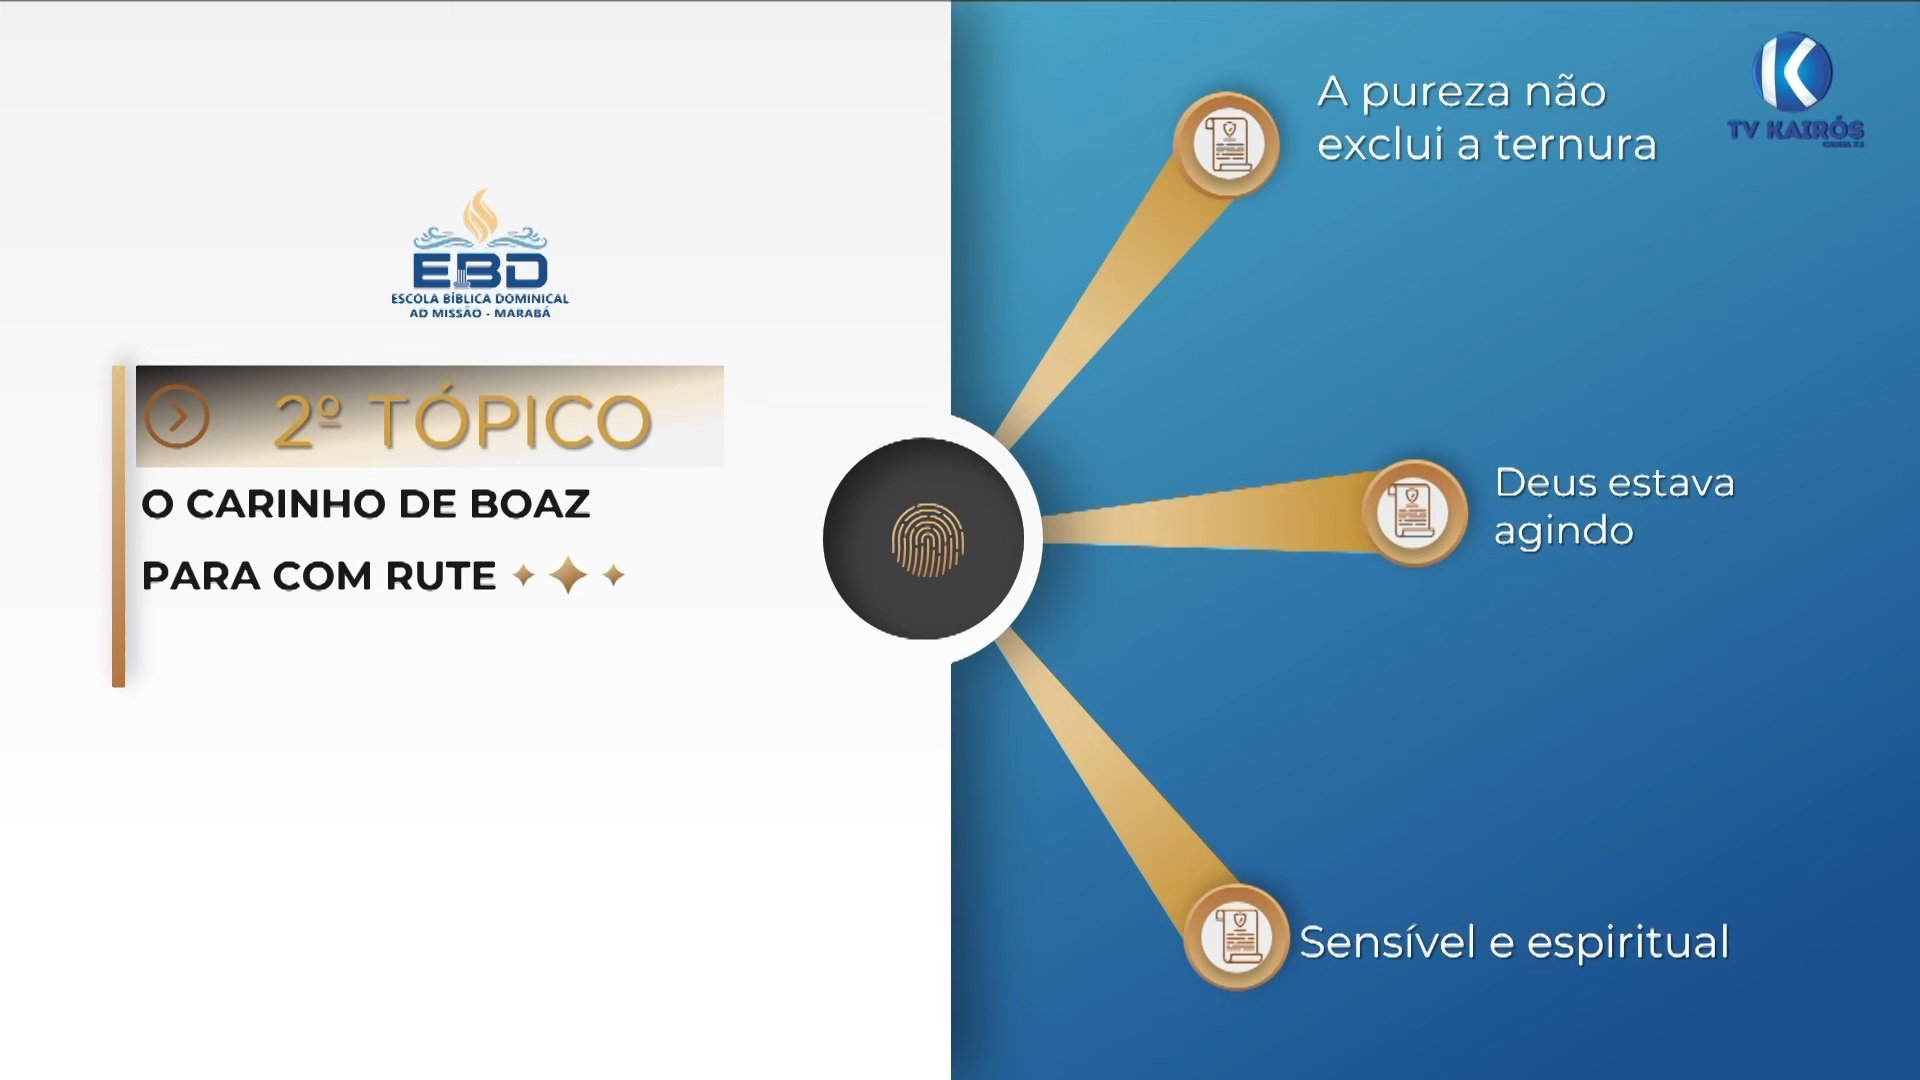 EBD
ESCOLA BÍBLICA DOMINICAL
AD MISSÃO - MARABÁ
2º TÓPICO
O CARINHO DE BOAZ
PARA COM RUTE
A pureza não
exclui a ternura
Deus estava
agindo
Sensível e espiritual
K
TV KAIRÓS